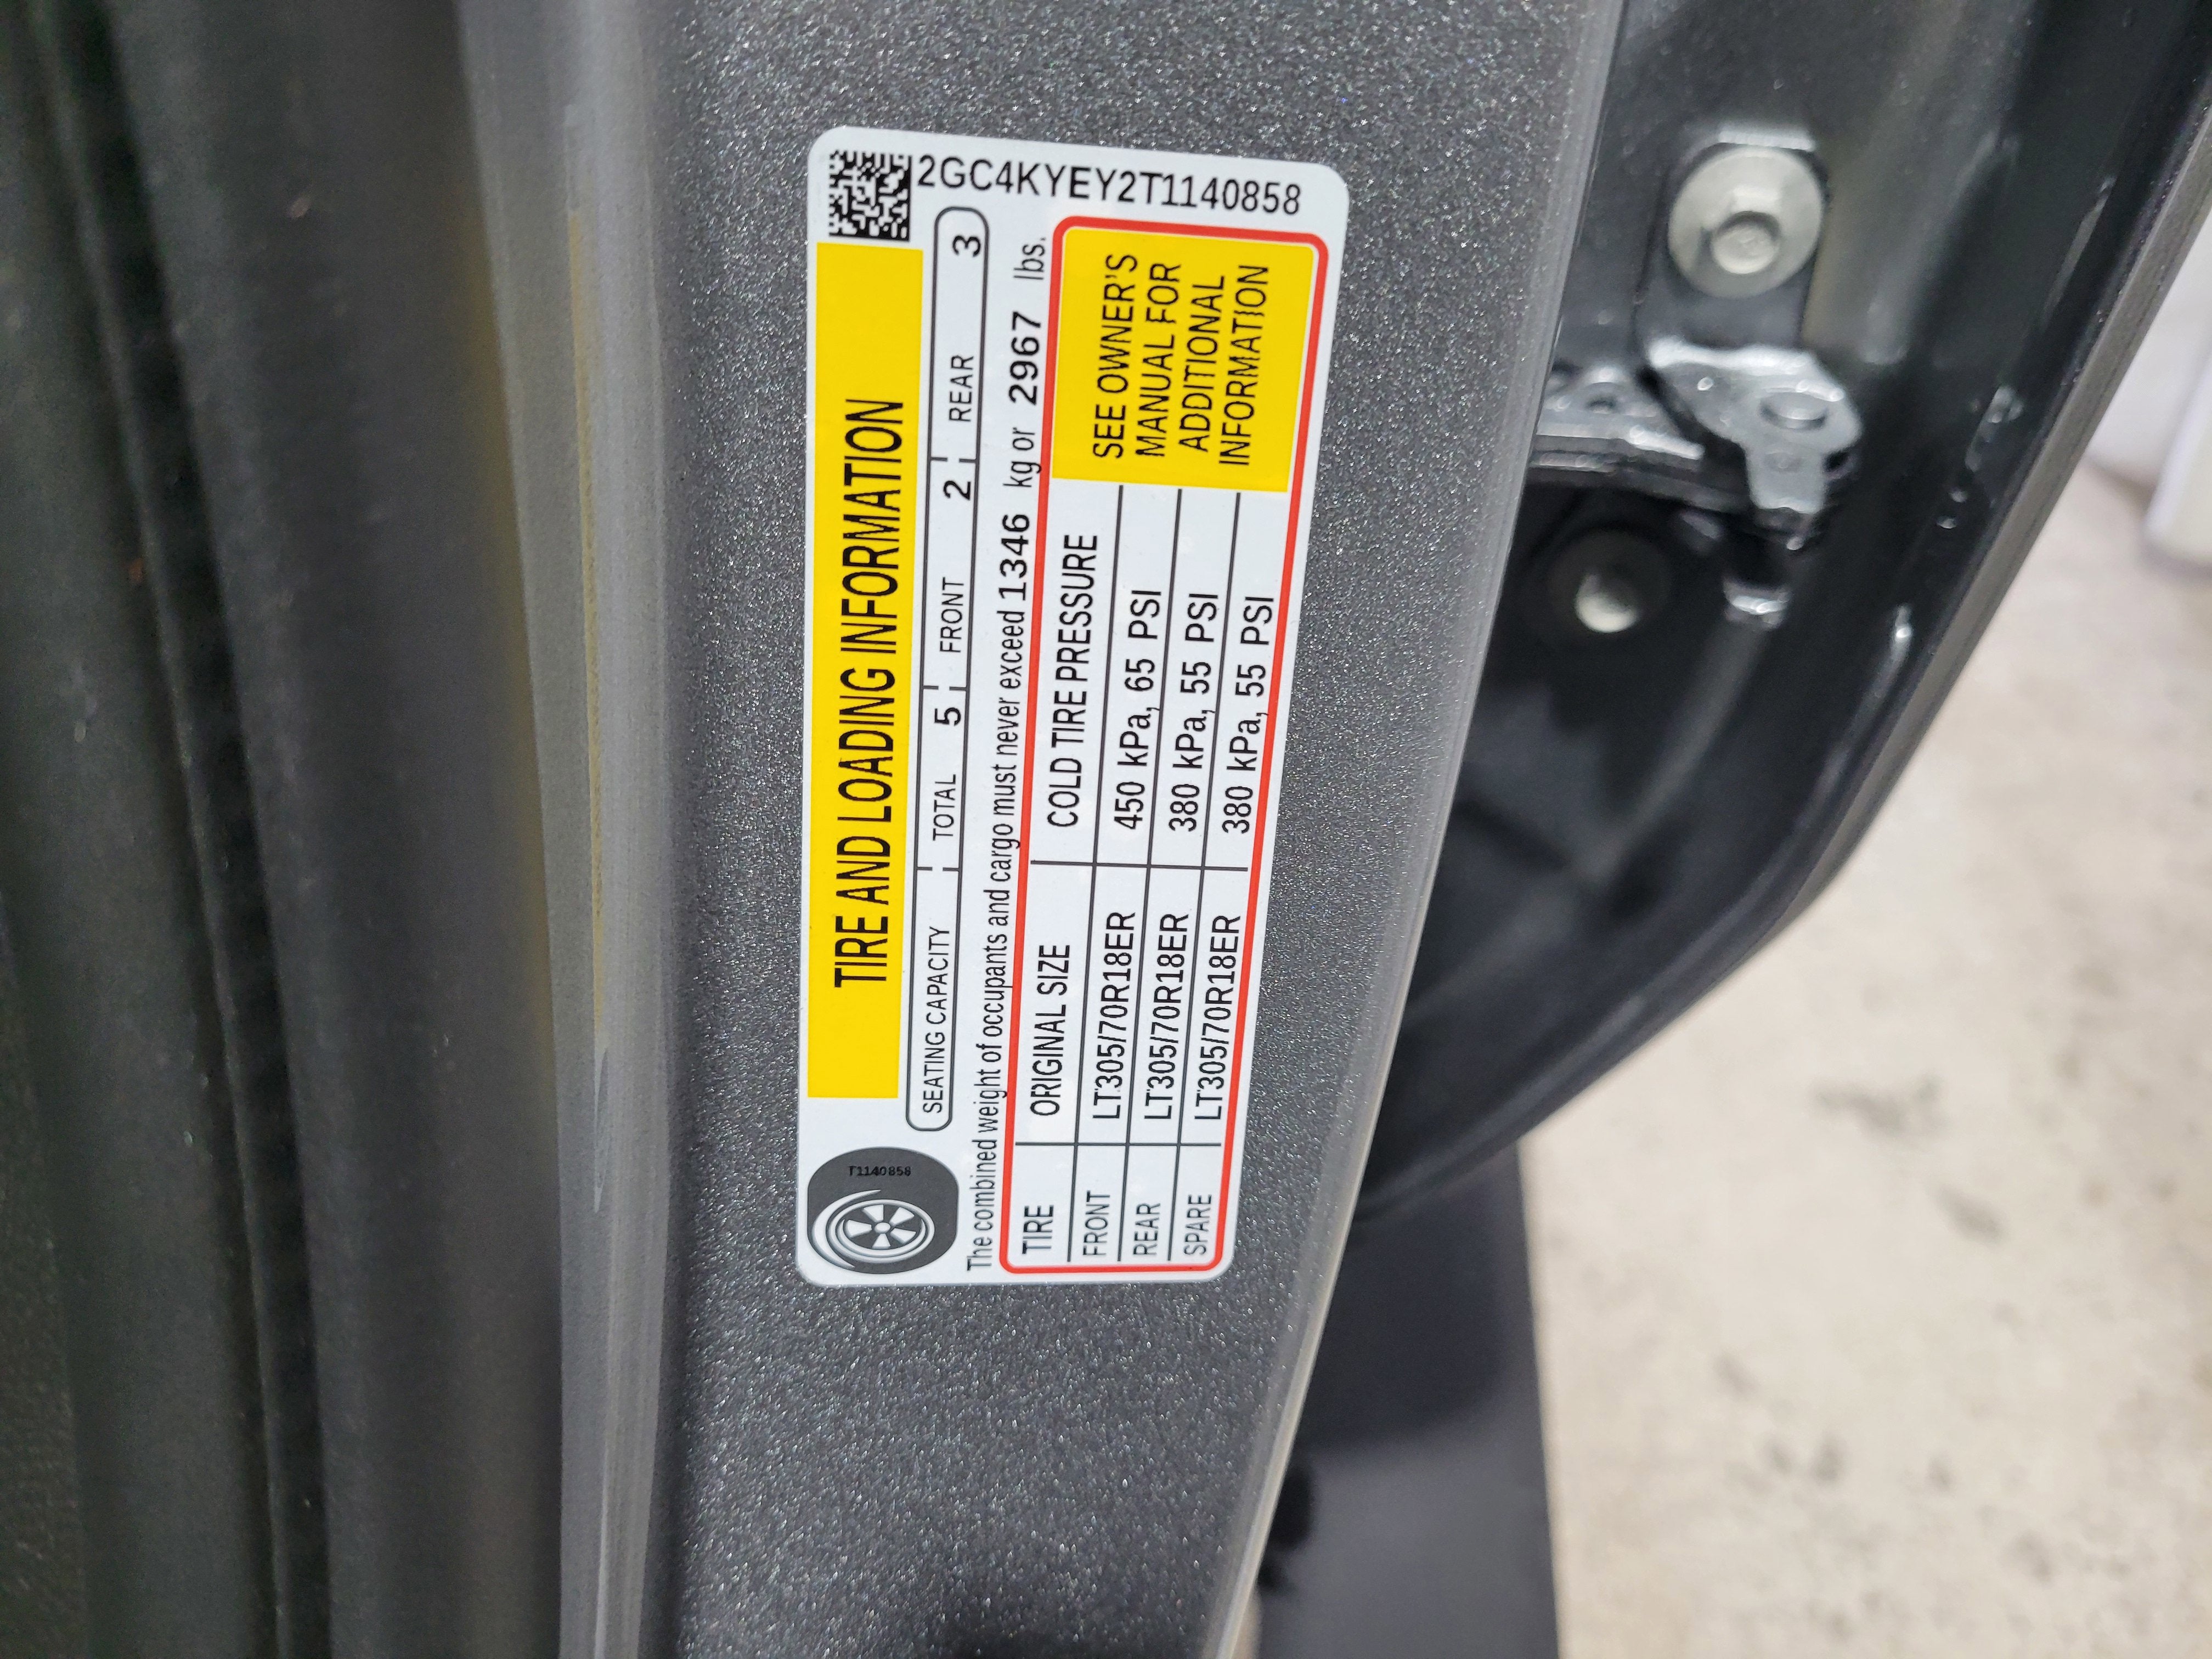 2GC4KYEY2T1140858
TIRE AND LOADING INFORMATION
T1140858
SEATING CAPACITY TOTAL 5 FRONT 2 REAR 3
The combined weight of occupants and cargo must never exceed 1346 kg or 2967 lbs.
TIRE ORIGINAL SIZE COLD TIRE PRESSURE
FRONT LT305/70R18ER 450 kPa, 65 PSI
REAR LT305/70R18ER 380 kPa, 55 PSI
SPARE LT305/70R18ER 380 kPa, 55 PSI
SEE OWNER'S
MANUAL FOR
ADDITIONAL
INFORMATION